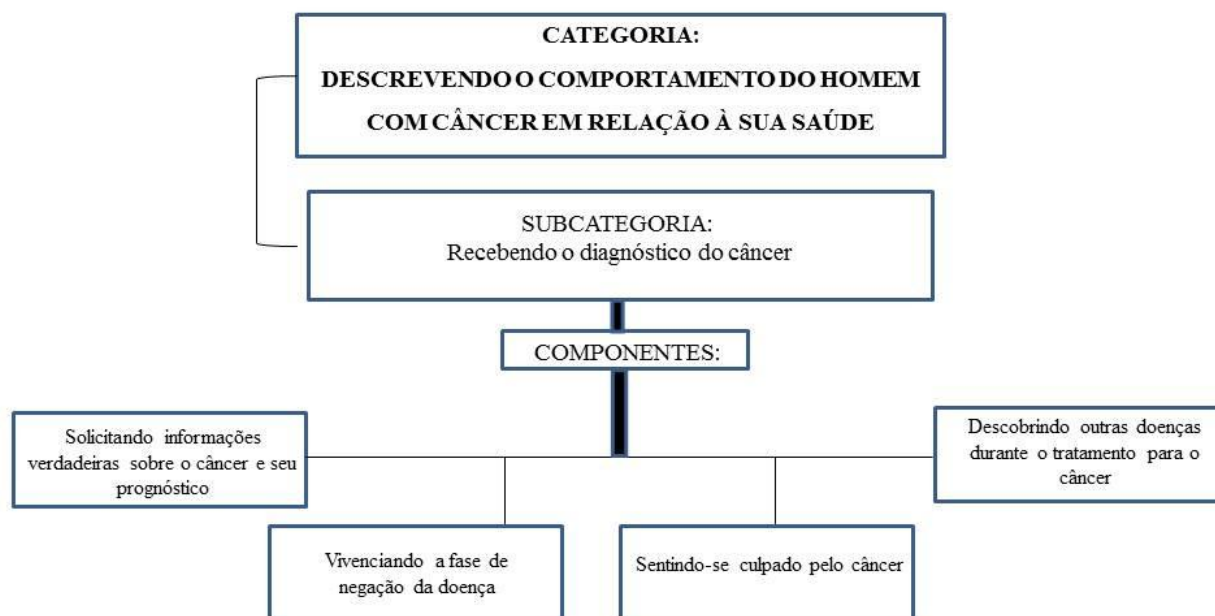 CATEGORIA:
DESCREVENDO O COMPORTAMENTO DO HOMEM
COM CÂNCER EM RELAÇÃO À SUA SAÚDE
SUBCATEGORIA:
Recebendo o diagnóstico do câncer
COMPONENTES:
Solicitando informações
verdadeiras sobre o câncer e seu
prognóstico
Vivenciando a fase de
negação da doença
Sentindo-se culpado pelo câncer
Descobrindo outras doenças
durante o tratamento para o
câncer